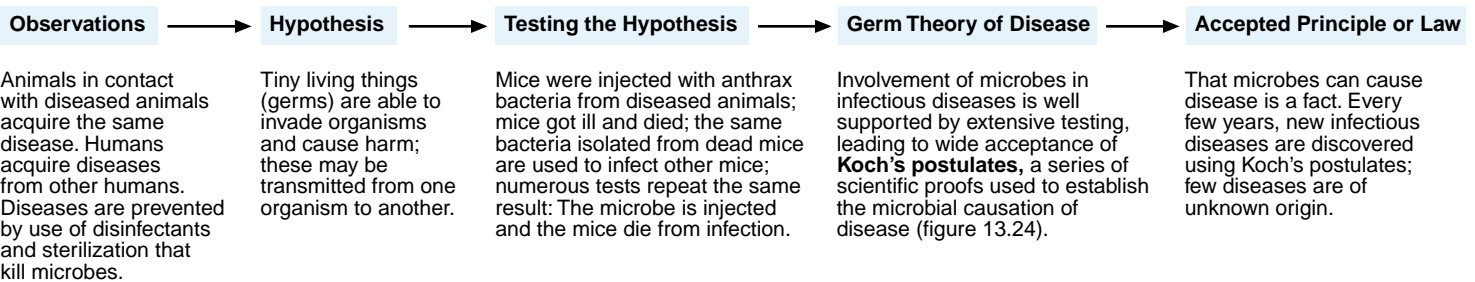 Observations
Hypothesis
Testing the Hypothesis
Germ Theory of Disease
Accepted Principle or Law
Animals in contact
with diseased animals
acquire the same
disease. Humans
acquire diseases
from other humans.
Diseases are prevented
by use of disinfectants
and sterilization that
kill microbes.
Tiny living things
(germs) are able to
invade organisms
and cause harm;
these may be
transmitted from one
organism to another.
Mice were injected with anthrax
bacteria from diseased animals;
mice got ill and died; the same
bacteria isolated from dead mice
are used to infect other mice;
numerous tests repeat the same
result: The microbe is injected
and the mice die from infection.
Involvement of microbes in
infectious diseases is well
supported by extensive testing,
leading to wide acceptance of
Koch's postulates, a series of
scientific proofs used to establish
the microbial causation of
disease (figure 13.24).
That microbes can cause
disease is a fact. Every
few years, new infectious
diseases are discovered
using Koch's postulates;
few diseases are of
unknown origin.